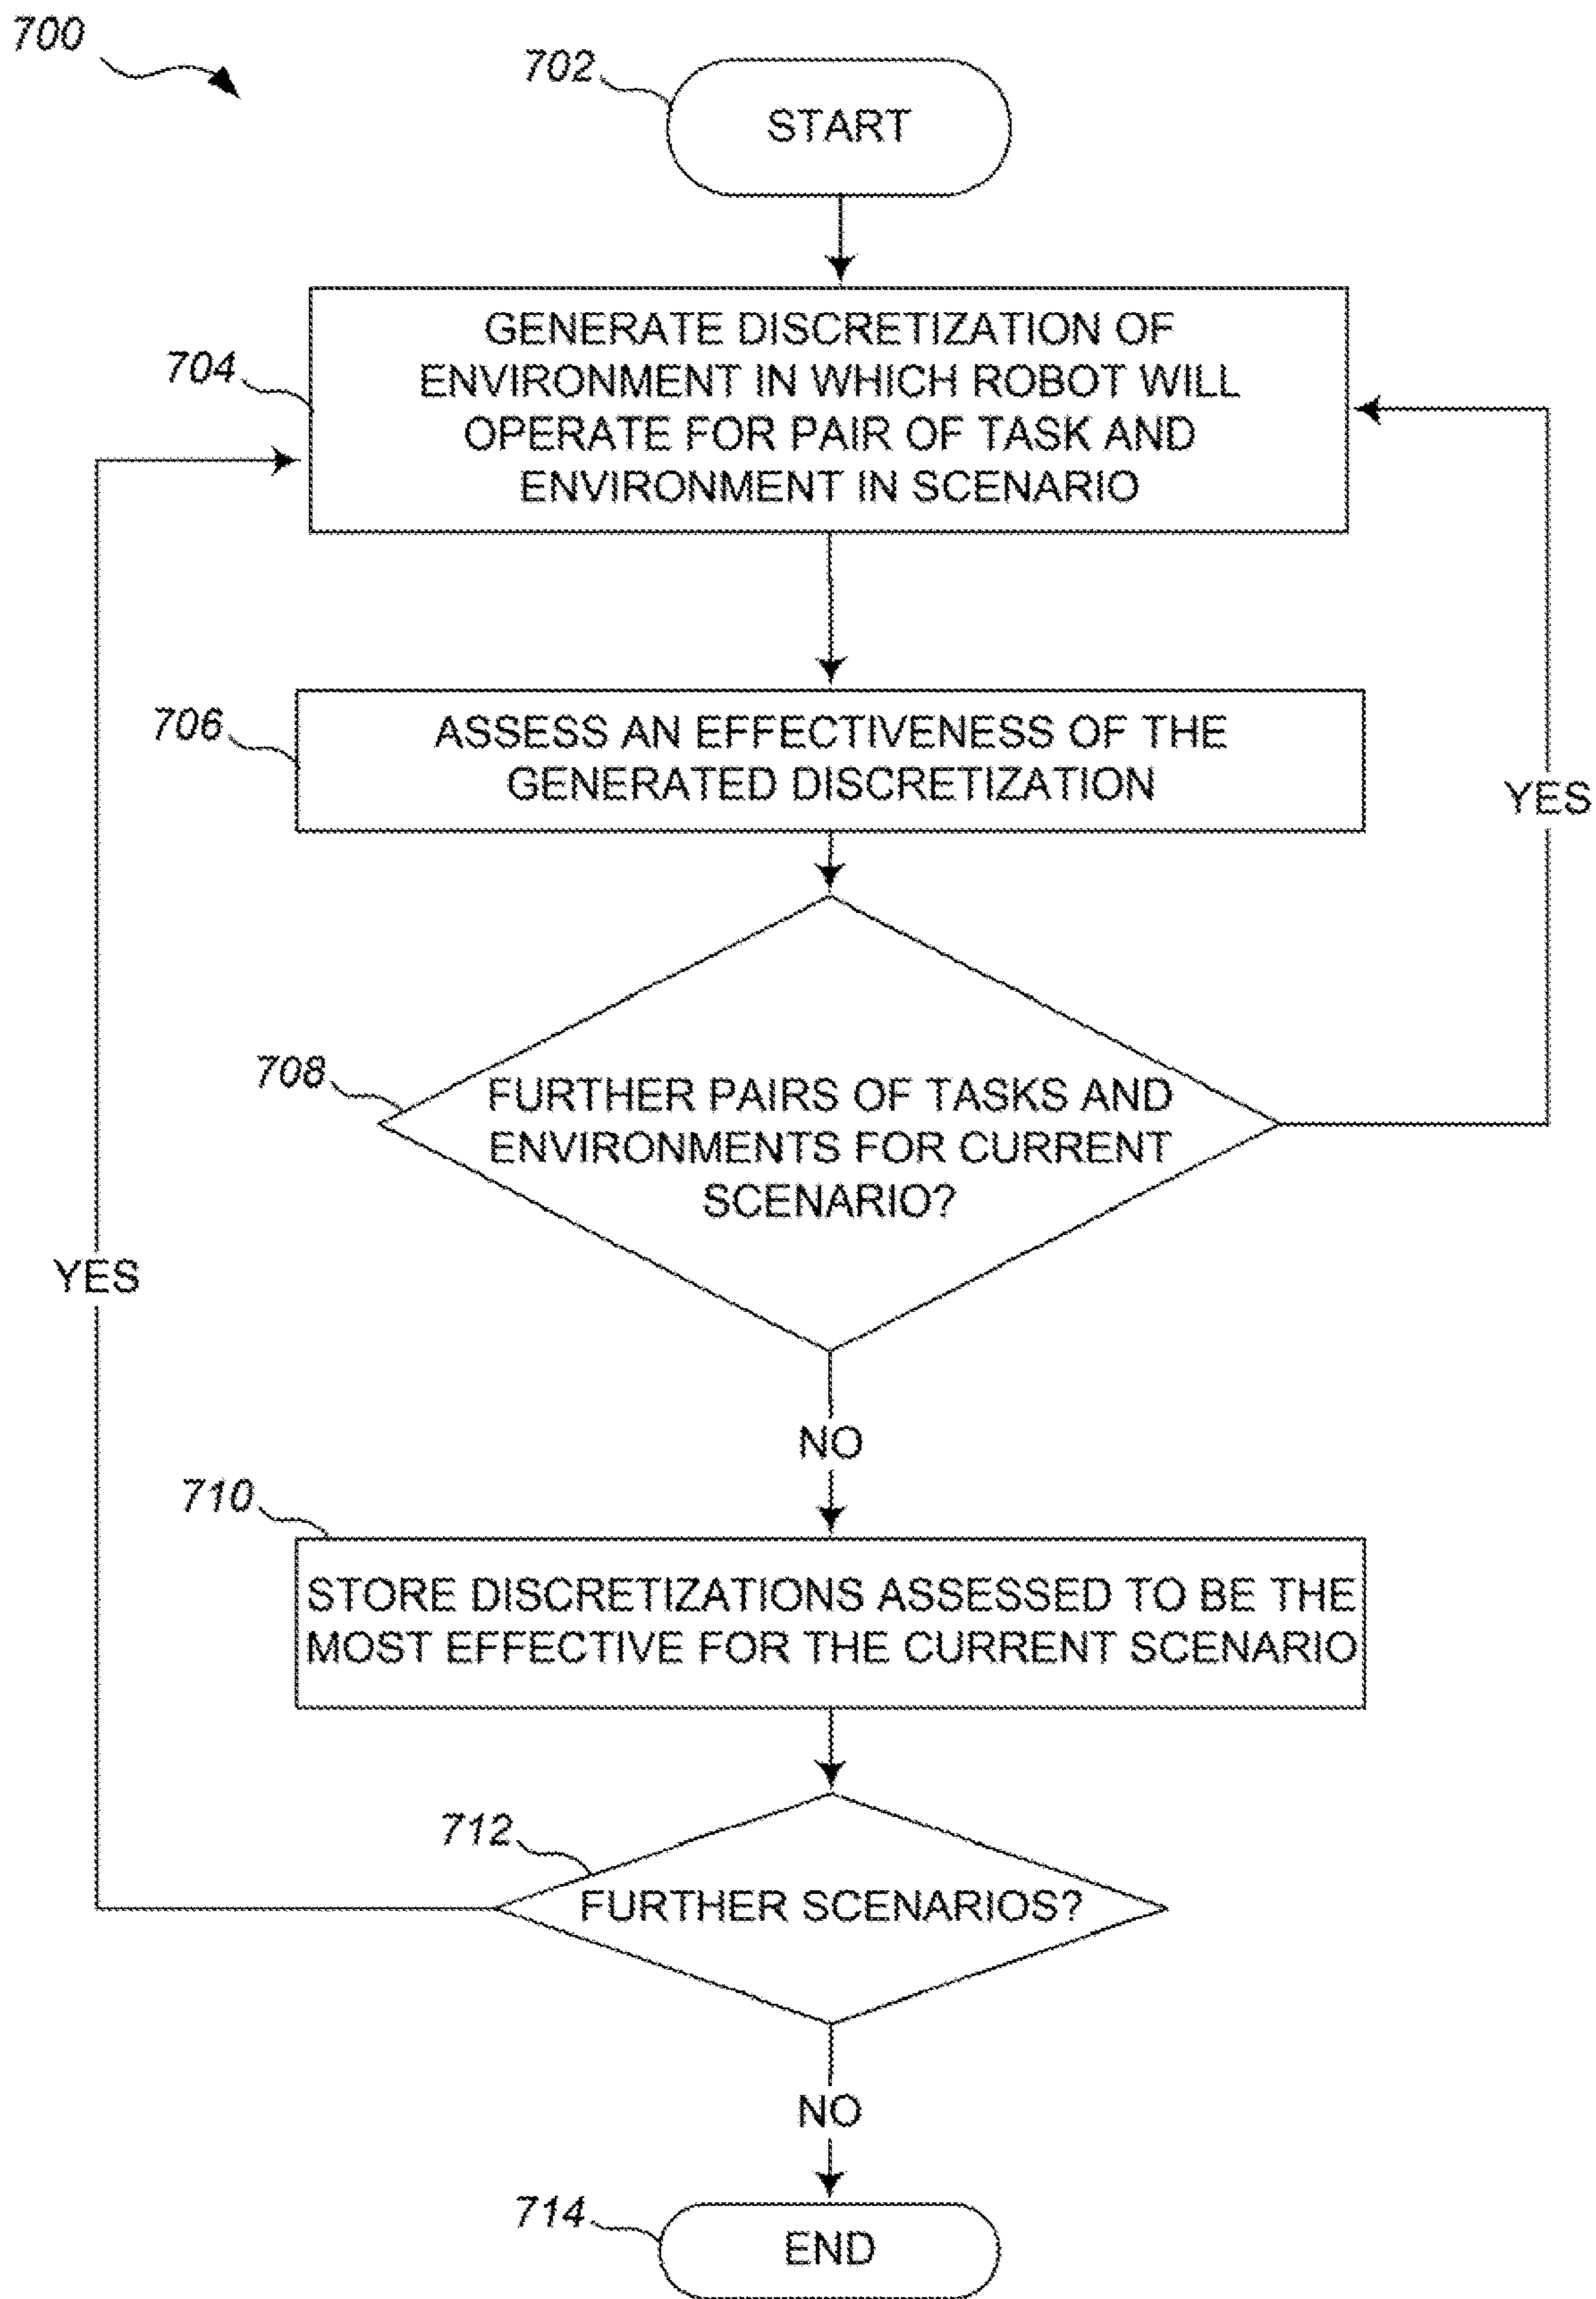 700
702
START
704
GENERATE DISCRETIZATION OF
ENVIRONMENT IN WHICH ROBOT WILL
OPERATE FOR PAIR OF TASK AND
ENVIRONMENT IN SCENARIO
706
ASSESS AN EFFECTIVENESS OF THE
GENERATED DISCRETIZATION
YES
708
FURTHER PAIRS OF TASKS AND
ENVIRONMENTS FOR CURRENT
SCENARIO?
YES
NO
710
STORE DISCRETIZATIONS ASSESSED TO BE THE
MOST EFFECTIVE FOR THE CURRENT SCENARIO
712
FURTHER SCENARIOS?
NO
714
END